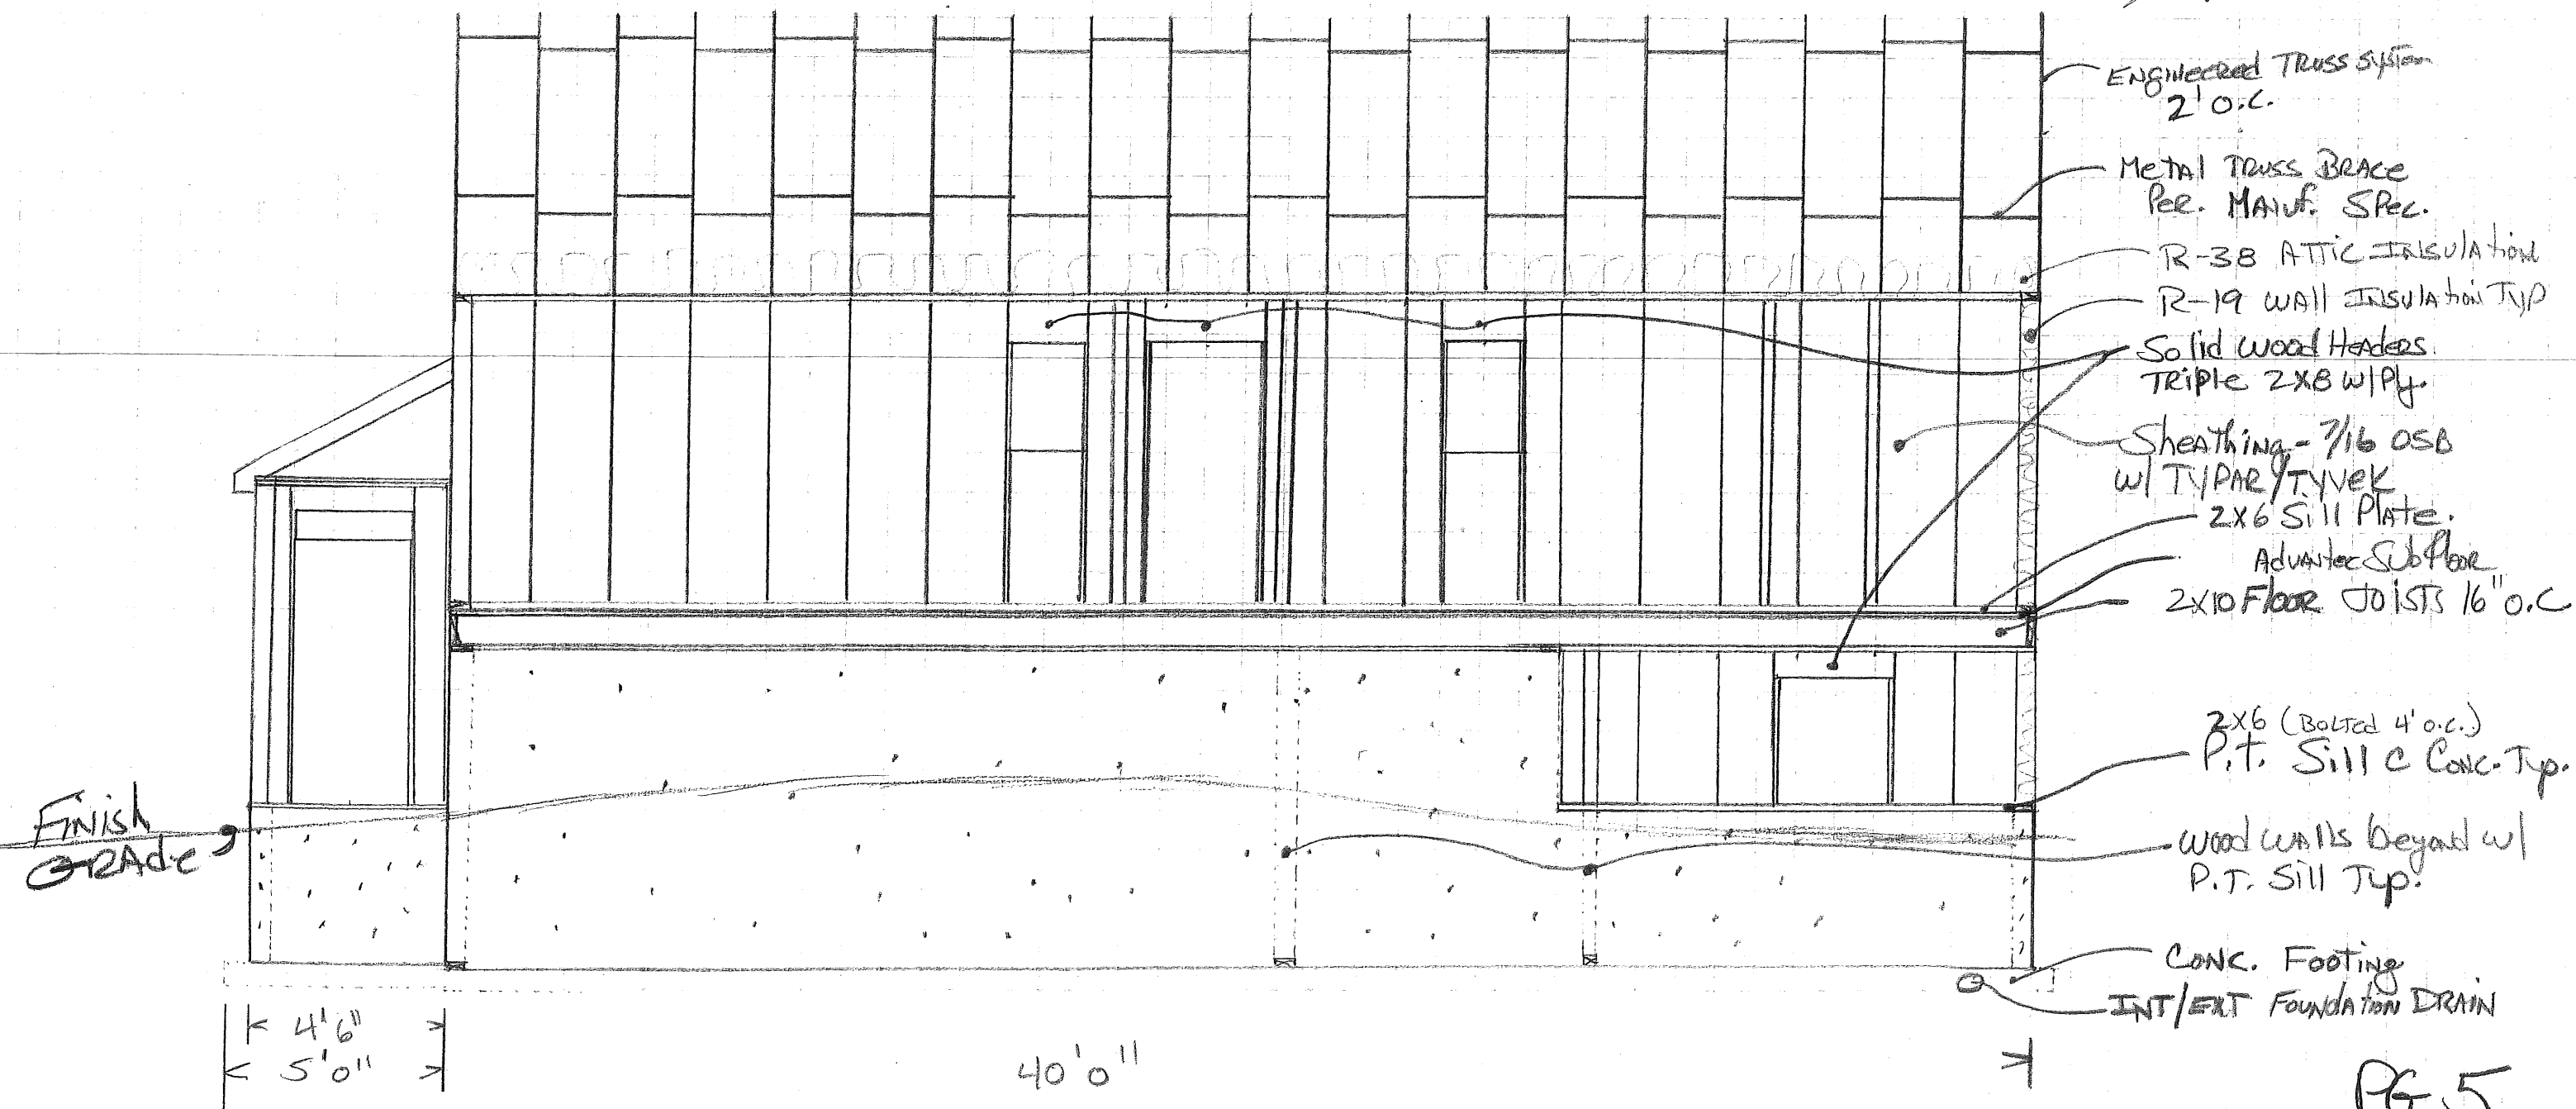 ENGINEERED TRUSS SYSTEM
2' O.C.
METAL TRUSS BRACE
PER. MANUF. SPEC.
R-38 ATTIC INSULATION
R-19 WALL INSULATION TYP
Solid Wood HEADERS
TRIPLE 2X8 W/Ply.
SHEATHING - 7/16 OSB
W/ TYPAR/TYVEK
2X6 Sill PLATE.
ADVANTEC SUBFLOOR
2X10 FLOOR JOISTS 16" O.C
2X6 (BOLTED 4' O.C.)
P.T. Sill C CONC. Typ.
FINISH
GRADE
WOOD WALLS beyond w/
P.T. Sill Typ.
CONC. FOOTING
INT/EXT FOUNDATION DRAIN
4'6"
5'0"
40'0"
PG. 5